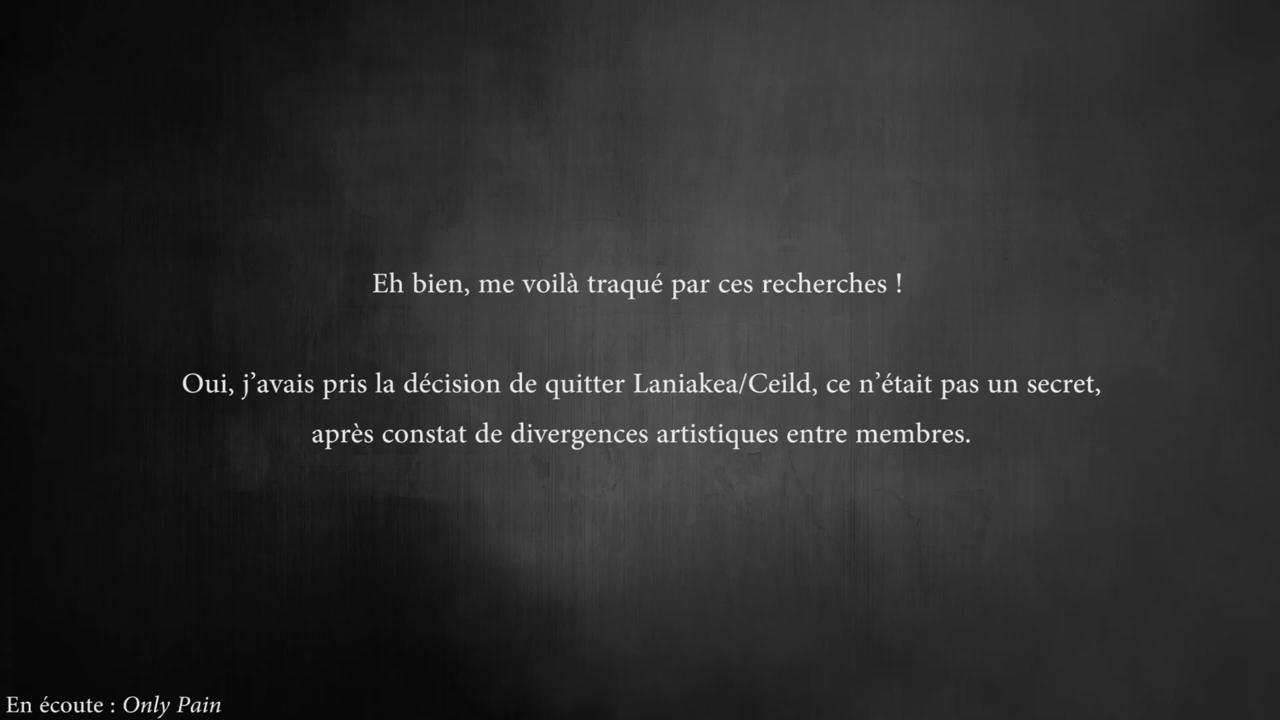 Eh bien, me voilà traqué par ces recherches !
Oui, j’avais pris la décision de quitter Laniakea/Ceild, ce n’était pas un secret,
après constat de divergences artistiques entre membres.
En écoute : Only Pain